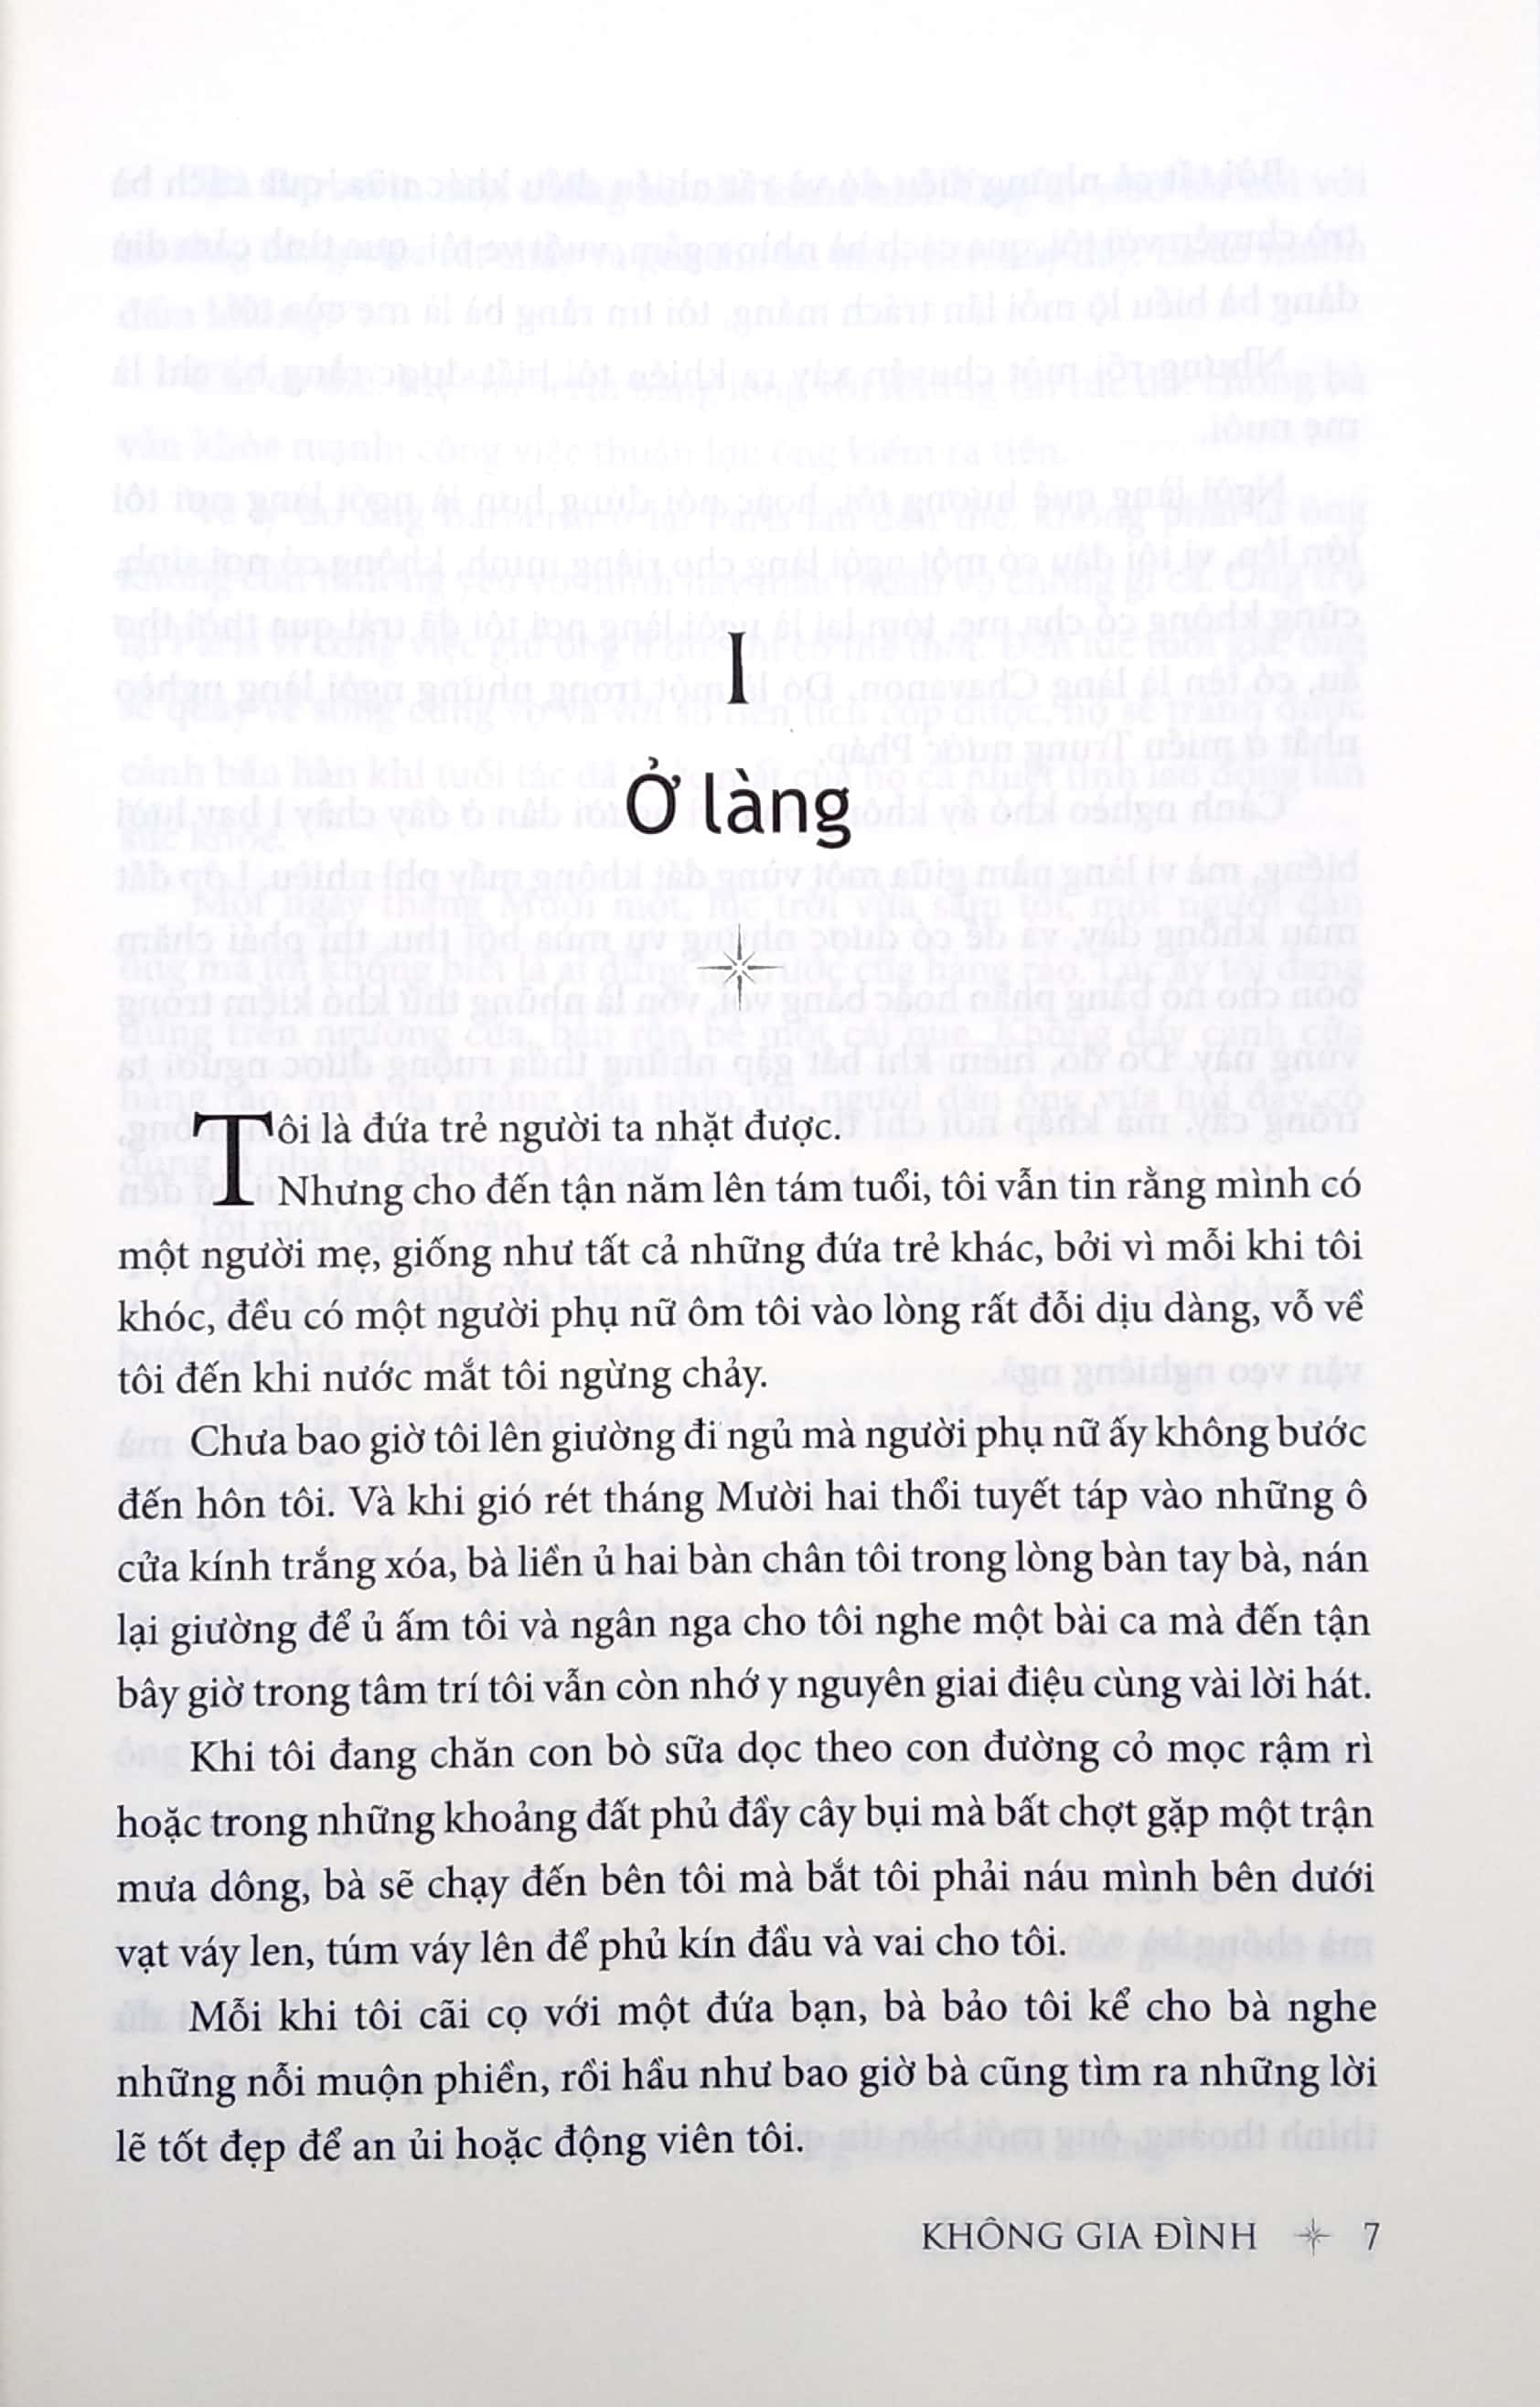 I
Ở làng
Tôi là đứa trẻ người ta nhặt được.
Nhưng cho đến tận năm lên tám tuổi, tôi vẫn tin rằng mình có
một người mẹ, giống như tất cả những đứa trẻ khác, bởi vì mỗi khi tôi
khóc, đều có một người phụ nữ ôm tôi vào lòng rất đỗi dịu dàng, vỗ về
tôi đến khi nước mắt tôi ngừng chảy.
Chưa bao giờ tôi lên giường đi ngủ mà người phụ nữ ấy không bước
đến hôn tôi. Và khi gió rét tháng Mười hai thổi tuyết táp vào những ô
cửa kính trắng xóa, bà liền ủ hai bàn chân tôi trong lòng bàn tay bà, nán
lại giường để ủ ấm tôi và ngân nga cho tôi nghe một bài ca mà đến tận
bây giờ trong tâm trí tôi vẫn còn nhớ y nguyên giai điệu cùng vài lời hát.
Khi tôi đang chăn con bò sữa dọc theo con đường cỏ mọc rậm rì
hoặc trong những khoảng đất phủ đầy cây bụi mà bất chợt gặp một trận
mưa dông, bà sẽ chạy đến bên tôi mà bắt tôi phải náu mình bên dưới
vạt váy len, túm váy lên để phủ kín đầu và vai cho tôi.
Mỗi khi tôi cãi cọ với một đứa bạn, bà bảo tôi kể cho bà nghe
những nỗi muộn phiền, rồi hầu như bao giờ bà cũng tìm ra những lời
lẽ tốt đẹp để an ủi hoặc động viên tôi.
KHÔNG GIA ĐÌNH 7